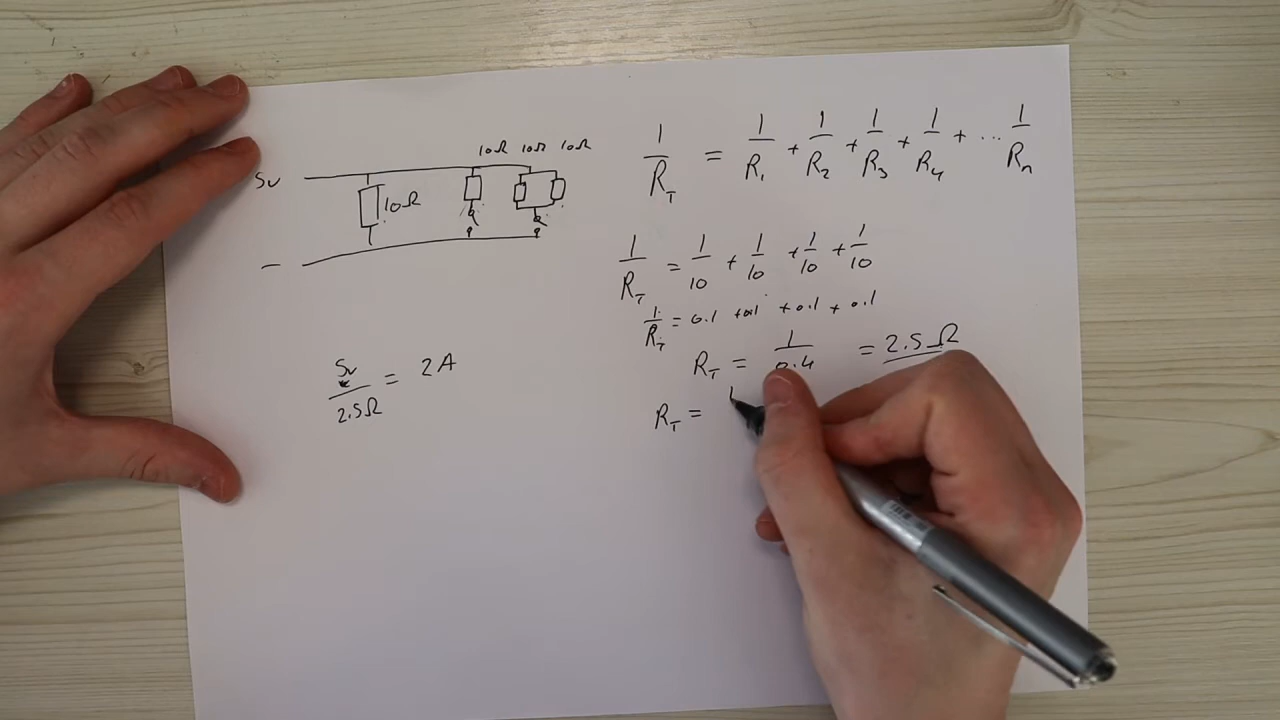 10Ω 10Ω 10Ω
5v
10Ω
—
1/R_T = 1/R_1 + 1/R_2 + 1/R_3 + 1/R_4 + ... 1/R_n
1/R_T = 1/10 + 1/10 + 1/10 + 1/10
1/R_T = 0.1 + 0.1 + 0.1 + 0.1
R_T = 1/0.4 = 2.5Ω
R_T =
5v/2.5Ω = 2A